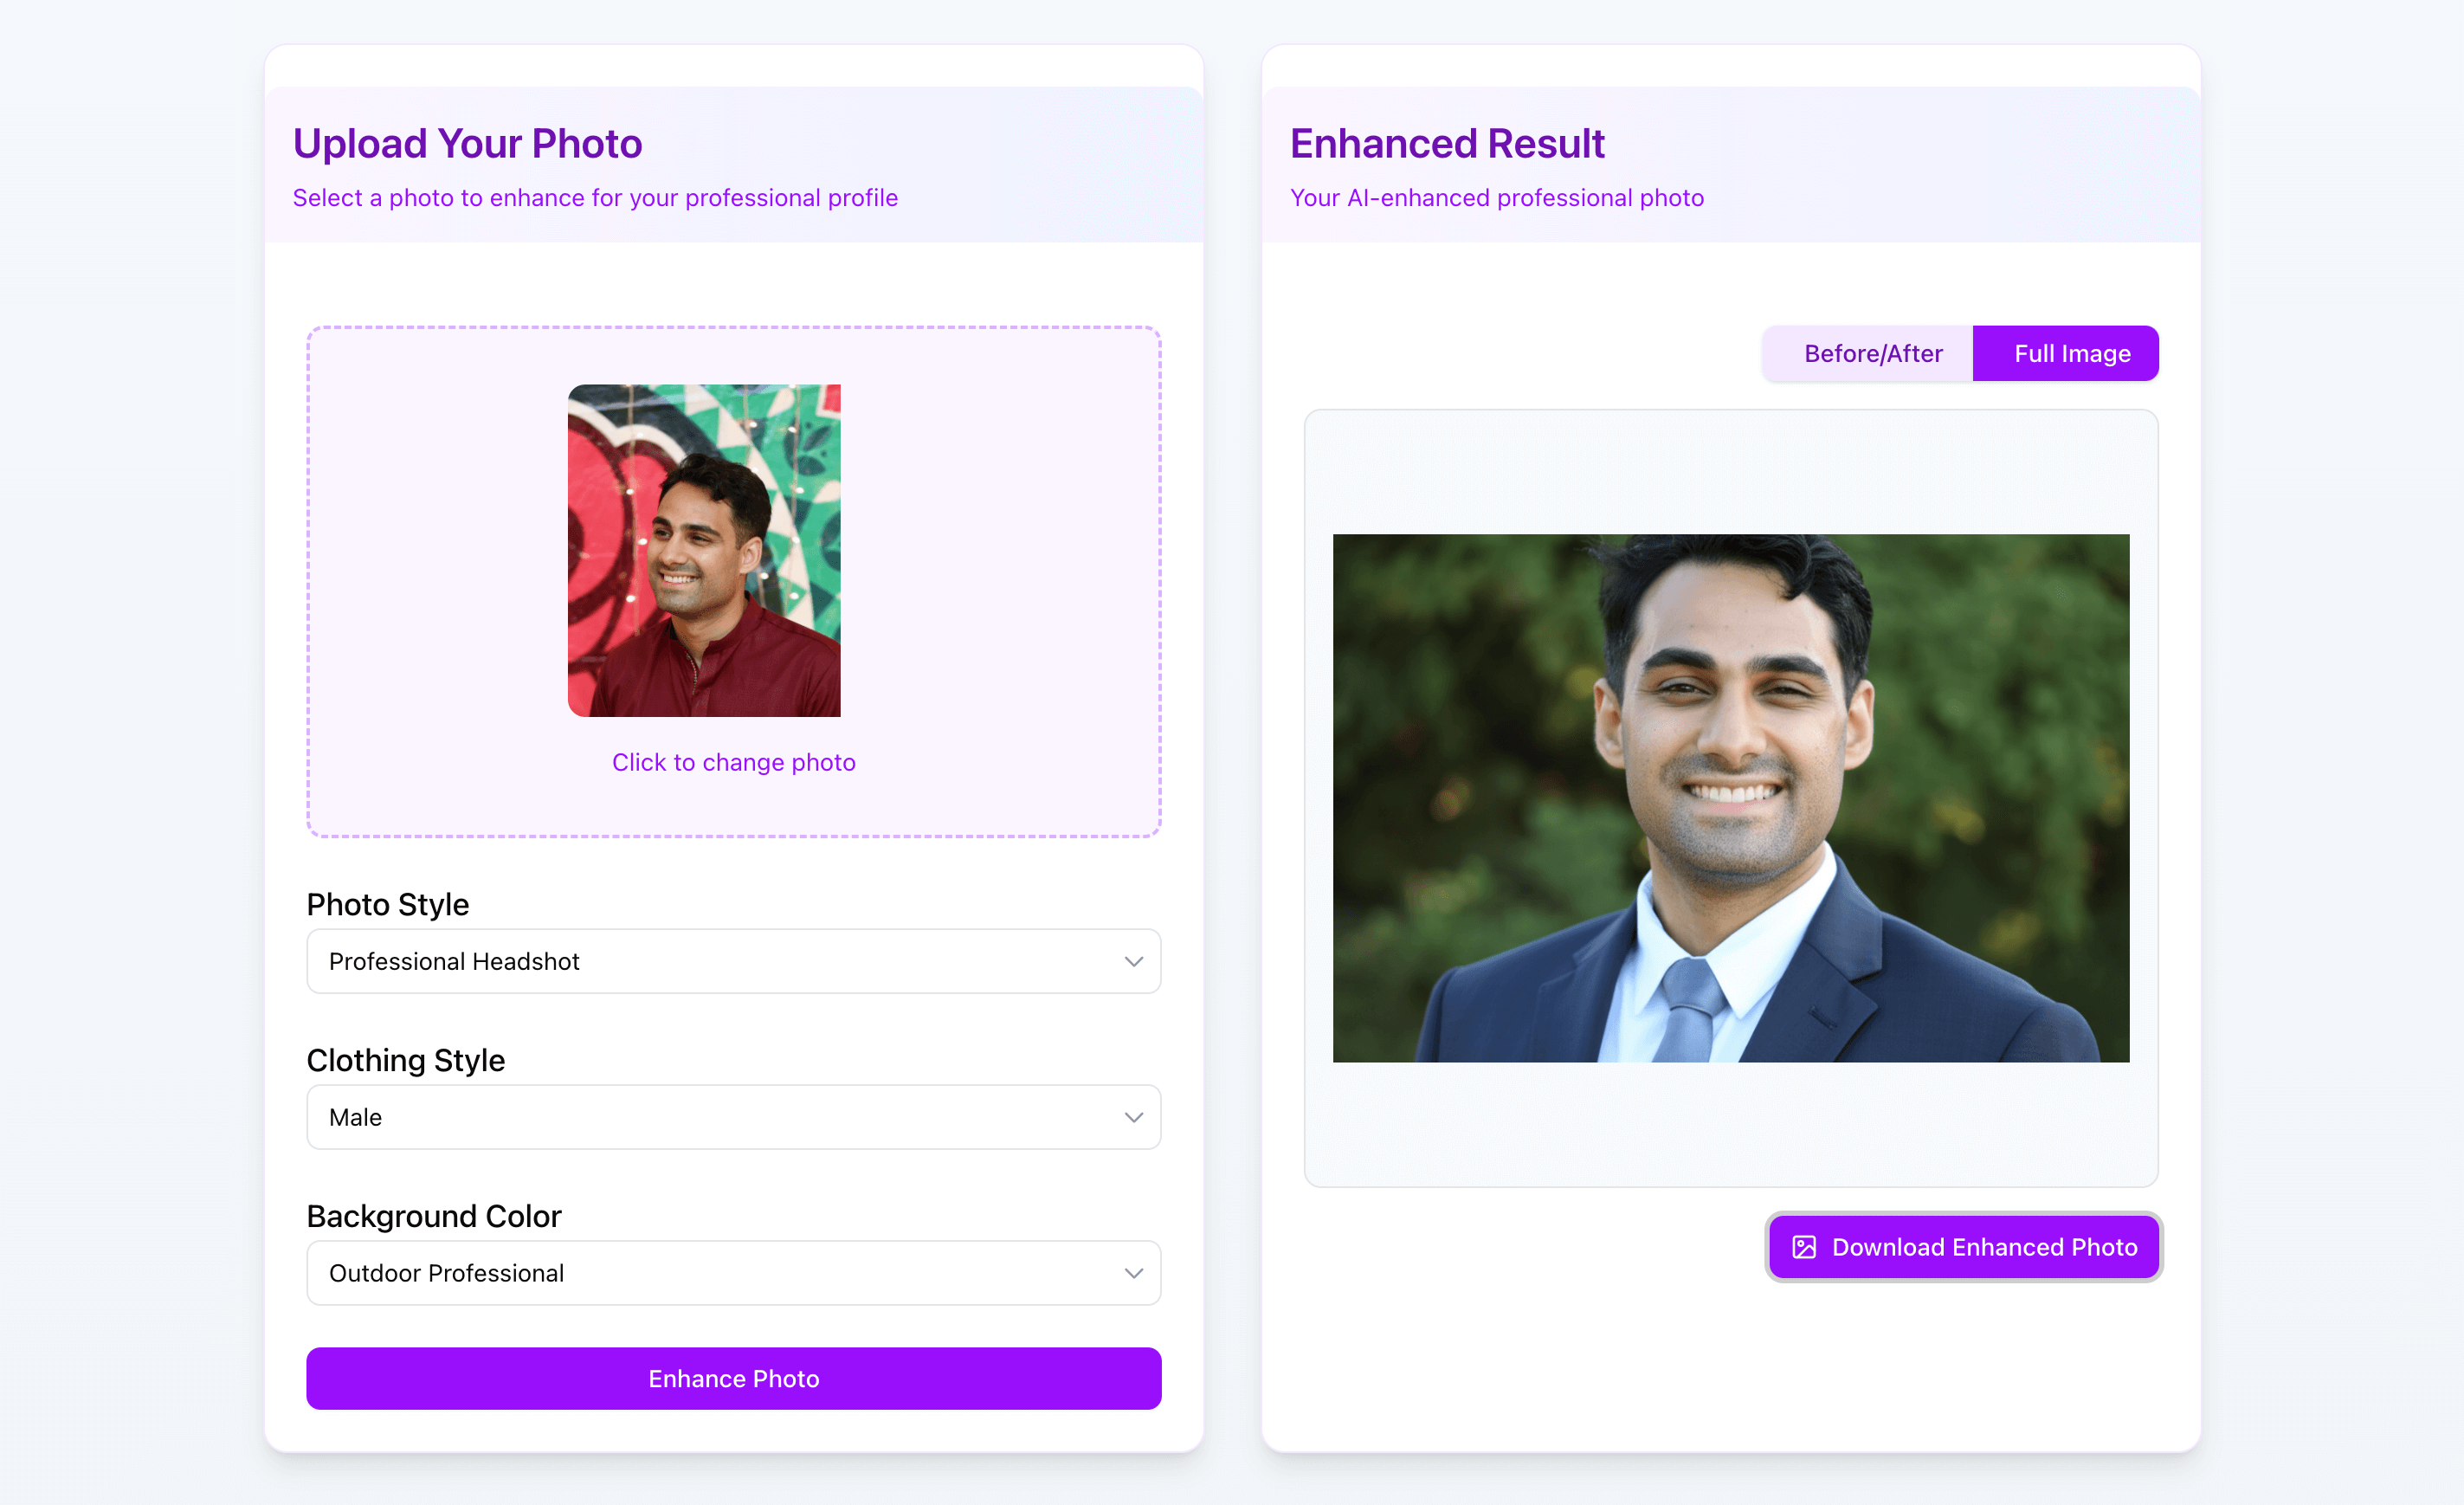 Upload Your Photo
Select a photo to enhance for your professional profile
Click to change photo
Photo Style
Professional Headshot
Clothing Style
Male
Background Color
Outdoor Professional
Enhance Photo
Enhanced Result
Your AI-enhanced professional photo
Before/After Full Image
Download Enhanced Photo